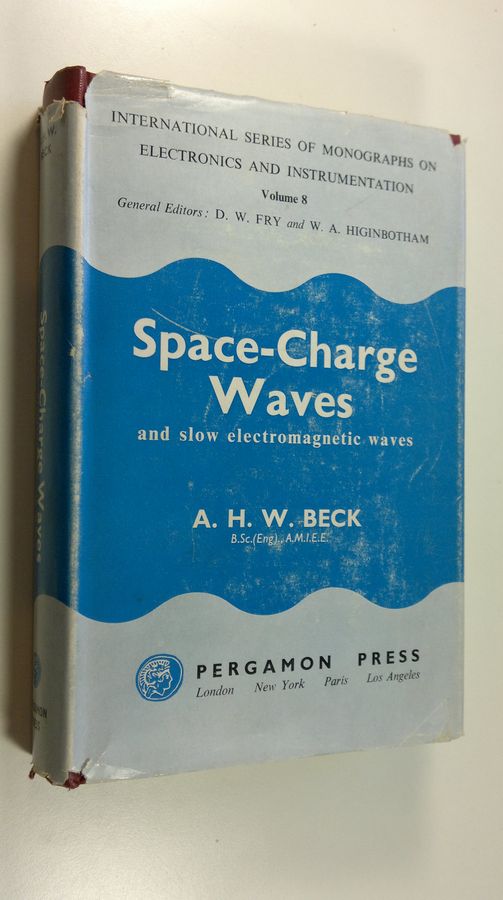 INTERNATIONAL SERIES OF MONOGRAPHS ON
ELECTRONICS AND INSTRUMENTATION
Volume 8
General Editors: D. W. FRY and W. A. HIGINBOTHAM
Space-Charge
Waves
and slow electromagnetic waves
A. H. W. BECK
B.Sc.(Eng)., A.M.I.E.E.
PERGAMON PRESS
London New York Paris Los Angeles
W.
BECK
Space-Charge Waves